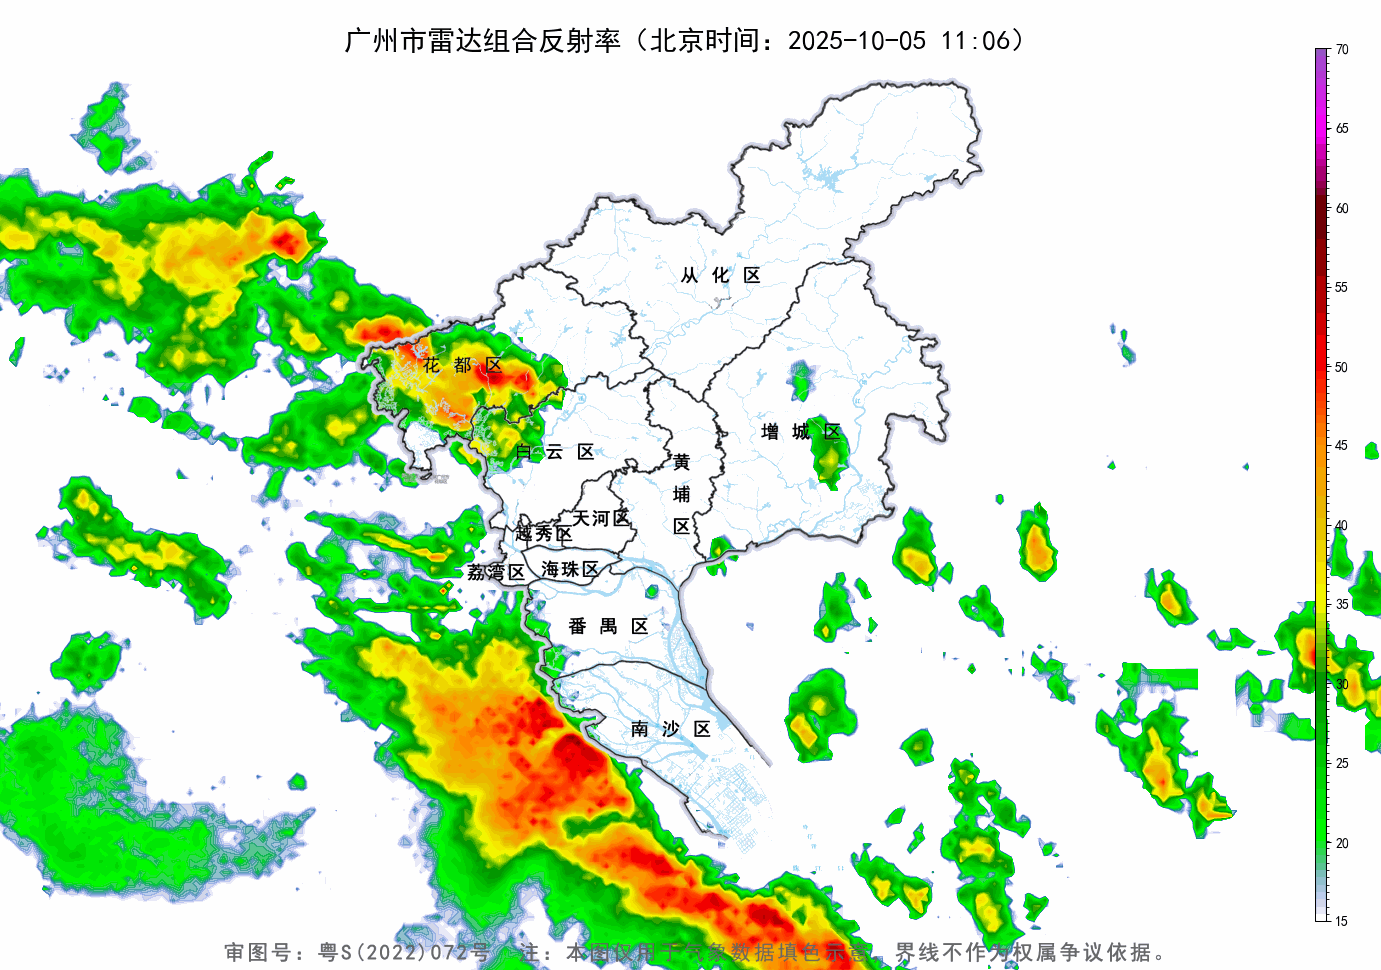 广州市雷达组合反射率（北京时间：2025-10-05 11:06）
70
65
60
55
50
45
40
35
30
25
20
15
从化区
花都区
增城区
白云区
黄埔区
天河区
越秀区
荔湾区
海珠区
番禺区
南沙区
审图号：粤S(2022)072号 注：本图仅用于气象数据填色示意，界线不作为权属争议依据。